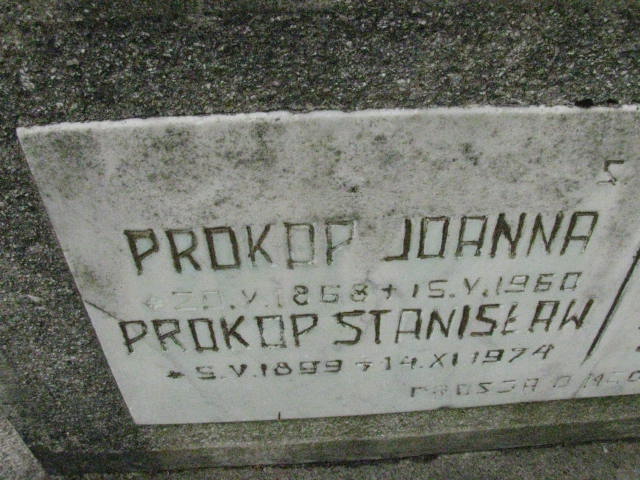 PROKOP JOANNA
* 20.V.1868 + 15.V.1960
PROKOP STANISŁAW
* 5.V.1899 + 14.XI.1974